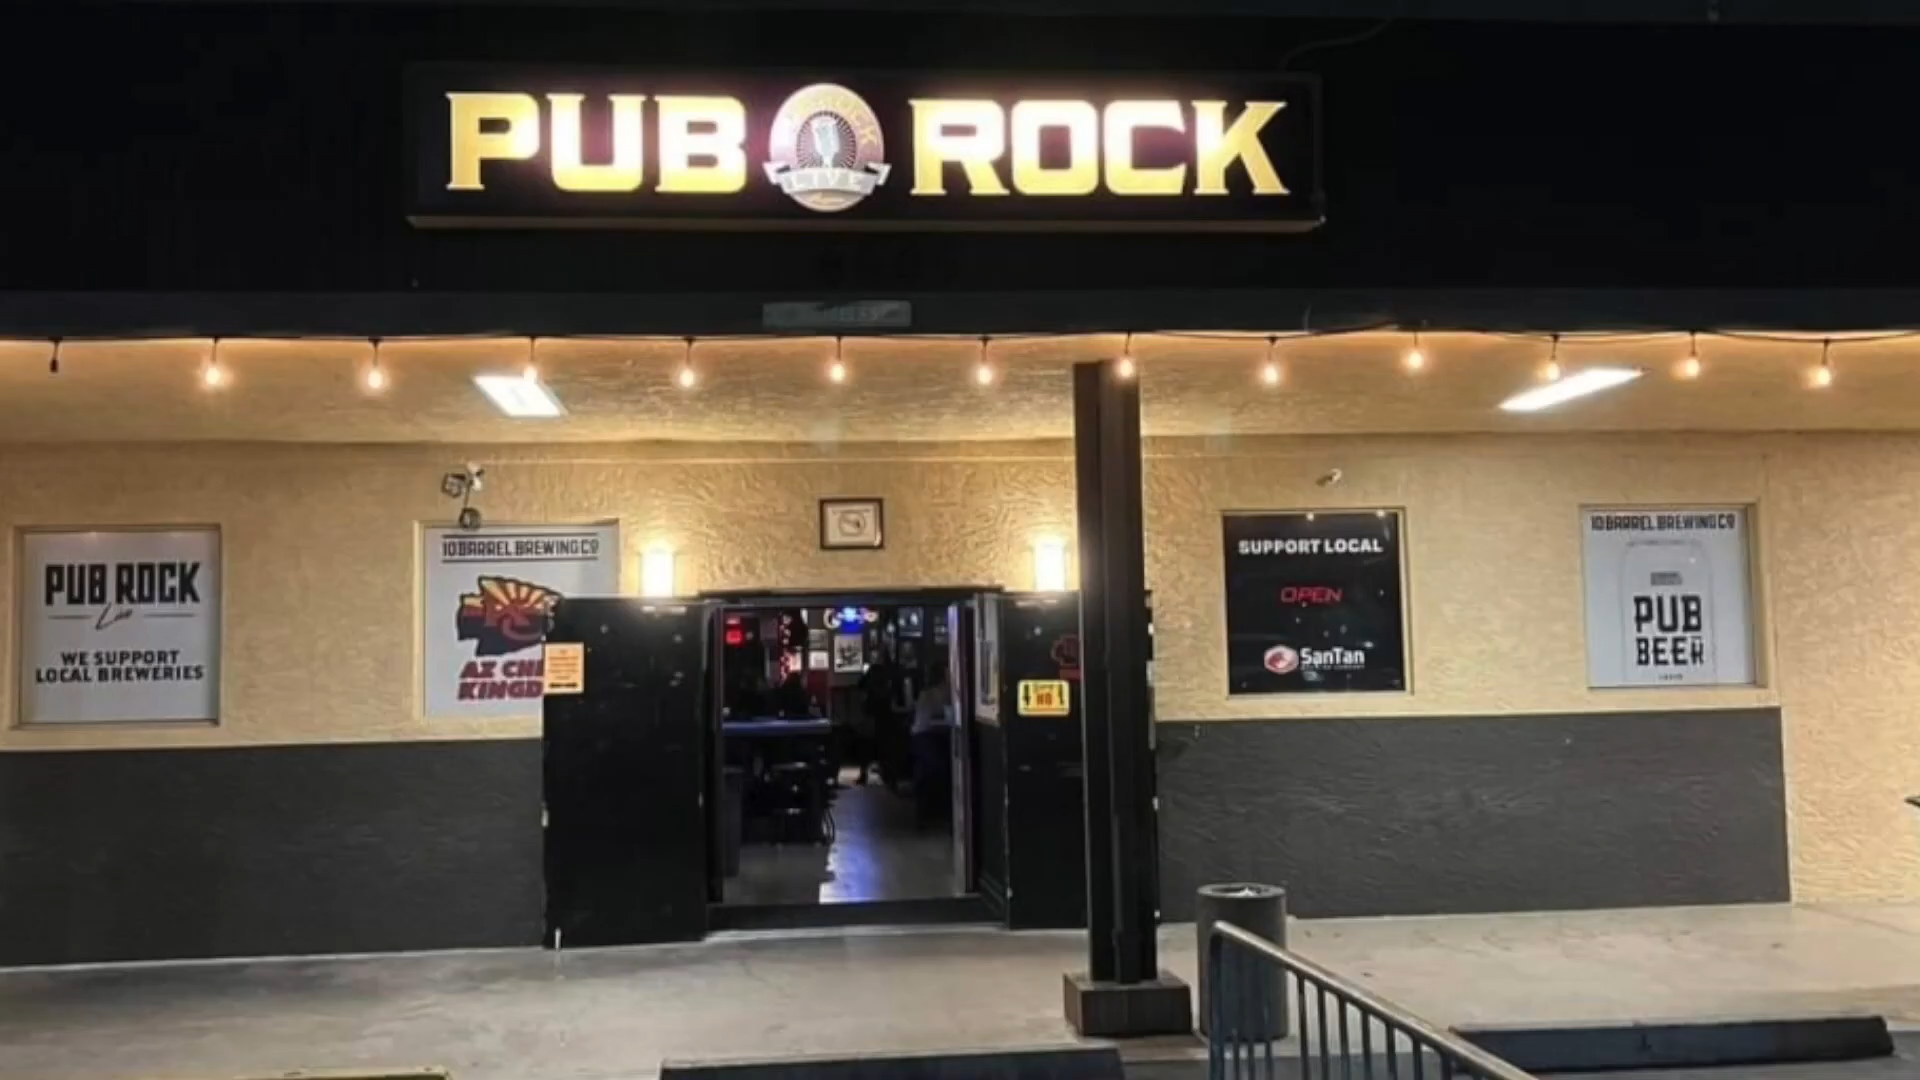 PUB ROCK
LIVE
PUB ROCK
Live
WE SUPPORT
LOCAL BREWERIES
10 BARREL BREWING CO
AZ CHI
KINGD
SUPPORT LOCAL
OPEN
SanTan
10 BARREL BREWING CO
PUB
BEER